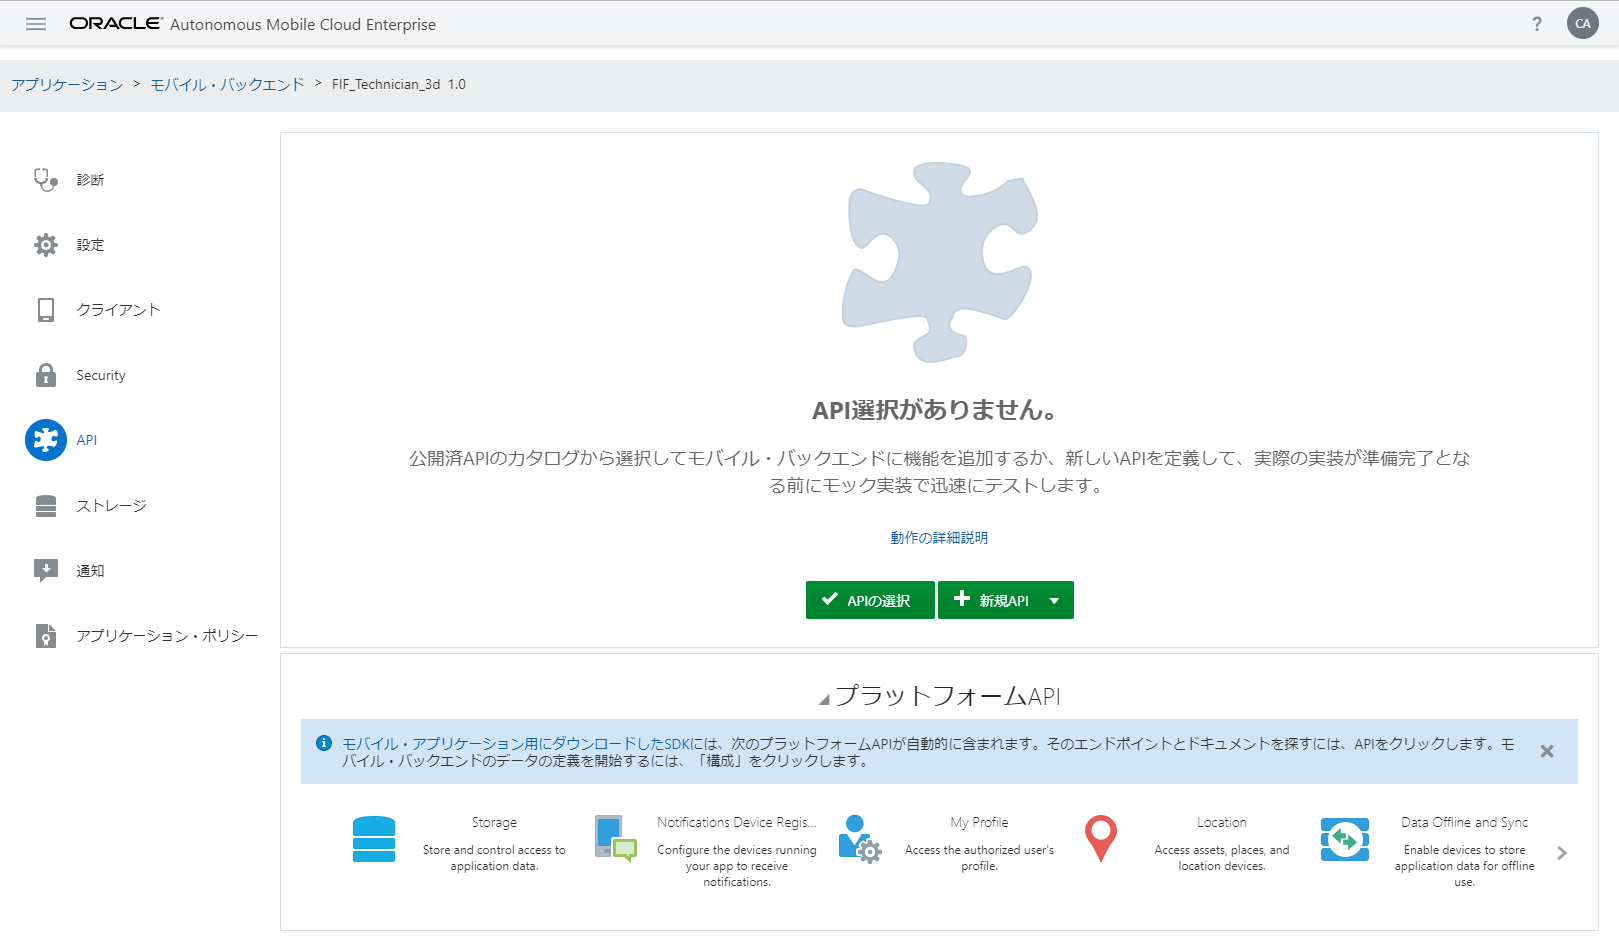 ORACLE® Autonomous Mobile Cloud Enterprise
?
CA
アプリケーション > モバイル・バックエンド > FIF_Technician_3d 1.0
診断
設定
クライアント
Security
API
ストレージ
通知
アプリケーション・ポリシー
API選択がありません。
公開済APIのカタログから選択してモバイル・バックエンドに機能を追加するか、新しいAPIを定義して、実際の実装が準備完了とな
る前にモック実装で迅速にテストします。
動作の詳細説明
APIの選択
新規API
プラットフォームAPI
モバイル・アプリケーション用にダウンロードしたSDKには、次のプラットフォームAPIが自動的に含まれます。そのエンドポイントとドキュメントを探すには、APIをクリックします。モ
バイル・バックエンドのデータの定義を開始するには、「構成」をクリックします。
Storage
Store and control access to
application data.
Notifications Device Regis...
Configure the devices running
your app to receive
notifications.
My Profile
Access the authorized user's
profile.
Location
Access assets, places, and
location devices.
Data Offline and Sync
Enable devices to store
application data for offline
use.